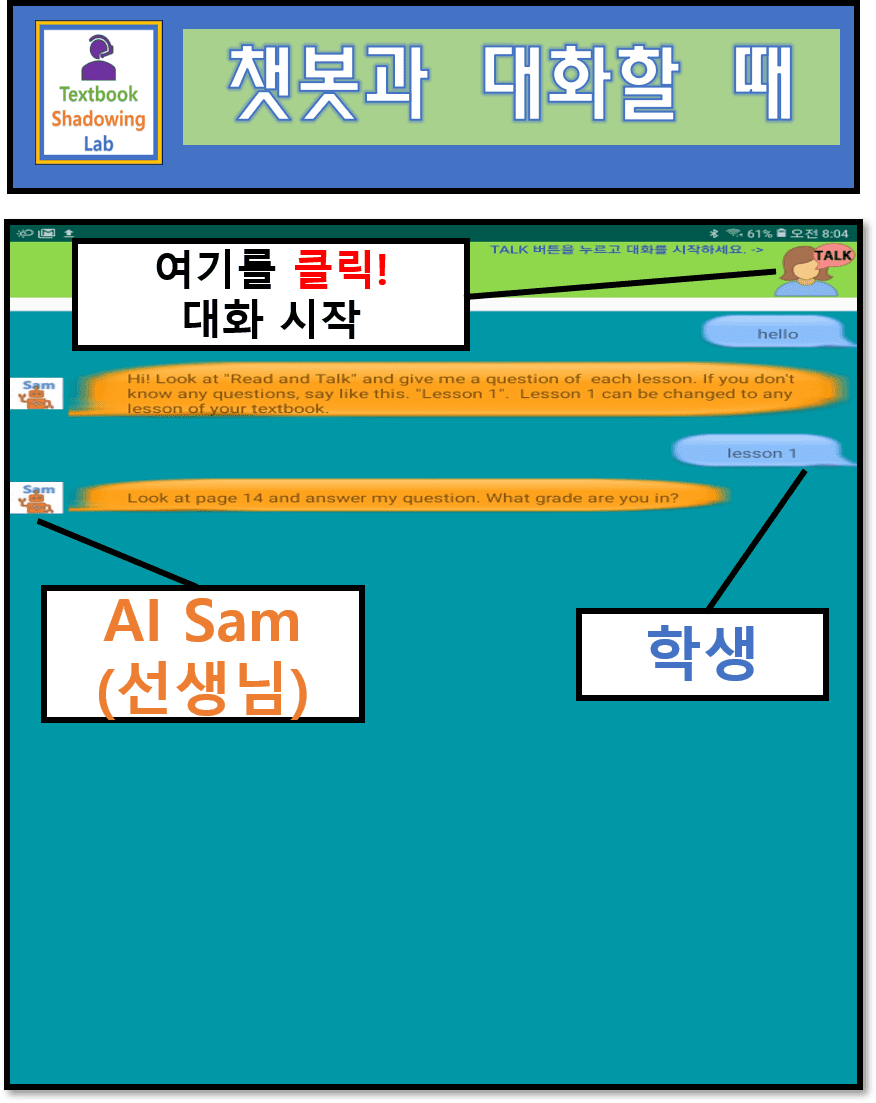 Textbook
Shadowing
Lab
챗봇과 대화할 때
61% 오전 8:04
TALK 버튼을 누르고 대화를 시작하세요. ->
TALK
여기를 클릭!
대화 시작
hello
Sam
Hi! Look at "Read and Talk" and give me a question of each lesson. If you don't
know any questions, say like this. "Lesson 1". Lesson 1 can be changed to any
lesson of your textbook.
lesson 1
Sam
Look at page 14 and answer my question. What grade are you in?
AI Sam
(선생님)
학생